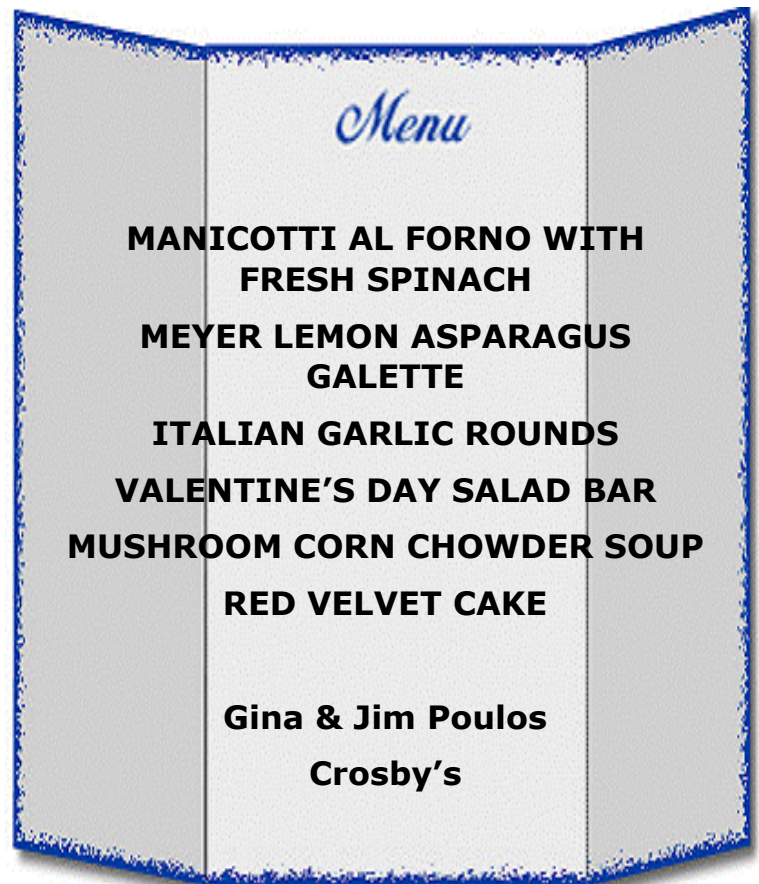 Menu
MANICOTTI AL FORNO WITH
FRESH SPINACH
MEYER LEMON ASPARAGUS
GALETTE
ITALIAN GARLIC ROUNDS
VALENTINE’S DAY SALAD BAR
MUSHROOM CORN CHOWDER SOUP
RED VELVET CAKE
Gina & Jim Poulos
Crosby’s